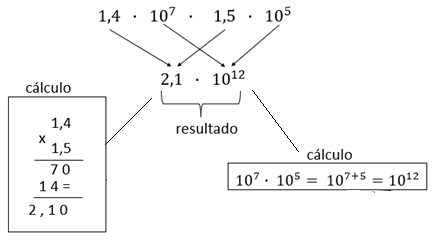 1,4 · 10⁷ · 1,5 · 10⁵
2,1 · 10¹²
resultado
cálculo
1,4
x
1,5
7 0
1 4 =
2 , 1 0
cálculo
10⁷ · 10⁵ = 10⁷⁺⁵ = 10¹²